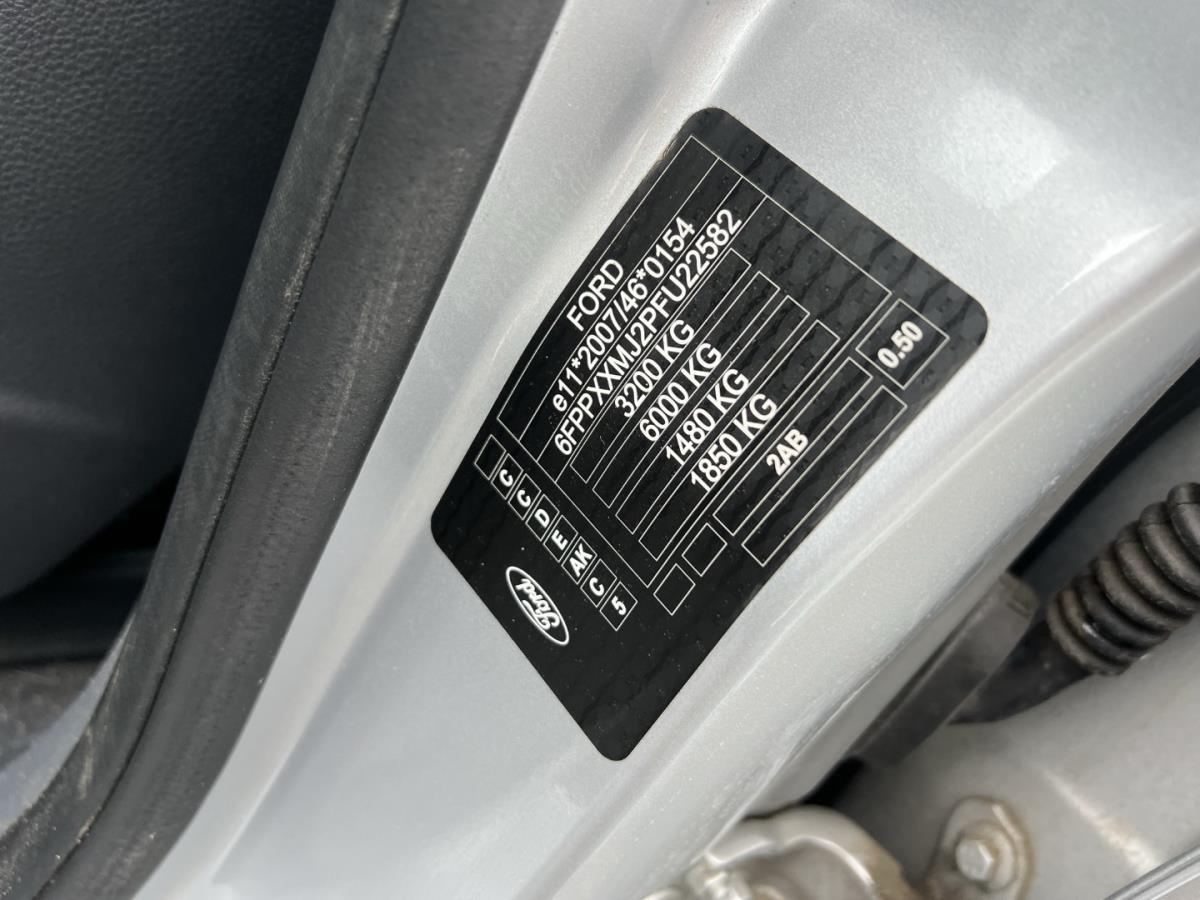 FORD
e11*2007/46*0154
6FPPXXMJ2PFU22582
3200 KG
6000 KG
1480 KG
1850 KG
2AB
0.50
C
C
D
E
AK
C
5
Ford